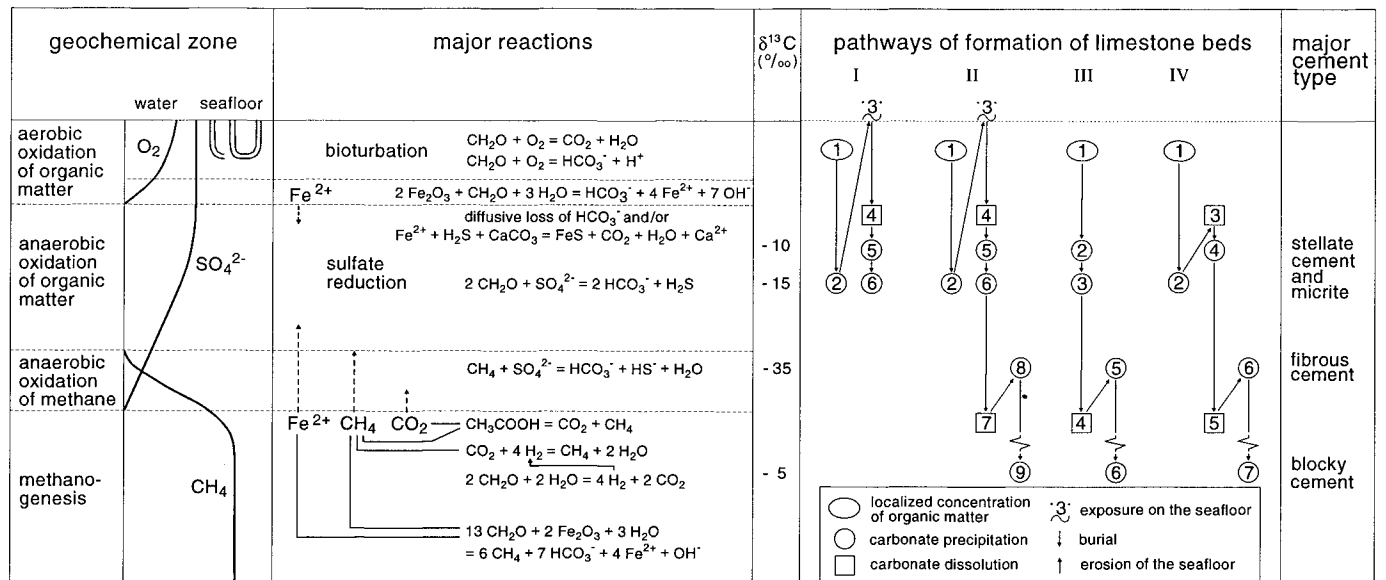 geochemical zone
major reactions
δ¹³C
(°/₀₀)
pathways of formation of limestone beds
major
cement
type
I II III IV
water seafloor
·3·
·3·
aerobic
oxidation
of organic
matter
O₂
bioturbation
CH₂O + O₂ = CO₂ + H₂O
CH₂O + O₂ = HCO₃⁻ + H⁺
1 1 1 1
Fe²⁺
2 Fe₂O₃ + CH₂O + 3 H₂O = HCO₃⁻ + 4 Fe²⁺ + 7 OH⁻
anaerobic
oxidation
of organic
matter
SO₄²⁻
diffusive loss of HCO₃⁻ and/or
Fe²⁺ + H₂S + CaCO₃ = FeS + CO₂ + H₂O + Ca²⁺
sulfate
reduction
2 CH₂O + SO₄²⁻ = 2 HCO₃⁻ + H₂S
- 10
- 15
4 4 3
5 5 2 4
2 6 2 6 3 2
stellate
cement
and
micrite
anaerobic
oxidation
of methane
CH₄ + SO₄²⁻ = HCO₃⁻ + HS⁻ + H₂O
- 35
8 5 6
fibrous
cement
7 4 5
methano-
genesis
CH₄
Fe²⁺ CH₄ CO₂
CH₃COOH = CO₂ + CH₄
CO₂ + 4 H₂ = CH₄ + 2 H₂O
2 CH₂O + 2 H₂O = 4 H₂ + 2 CO₂
13 CH₂O + 2 Fe₂O₃ + 3 H₂O
= 6 CH₄ + 7 HCO₃⁻ + 4 Fe²⁺ + OH⁻
- 5
9 6 7
blocky
cement
localized concentration
of organic matter
carbonate precipitation
carbonate dissolution
·3· exposure on the seafloor
burial
erosion of the seafloor